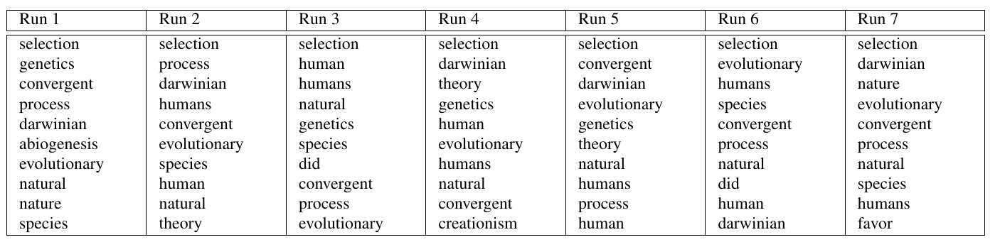 Run 1 Run 2 Run 3 Run 4 Run 5 Run 6 Run 7
selection selection selection selection selection selection selection
genetics process human darwinian convergent evolutionary darwinian
convergent darwinian humans theory darwinian humans nature
process humans natural genetics evolutionary species evolutionary
darwinian convergent genetics human genetics convergent convergent
abiogenesis evolutionary species evolutionary theory process process
evolutionary species did humans natural natural natural
natural human convergent natural humans did species
nature natural process convergent process human humans
species theory evolutionary creationism human darwinian favor